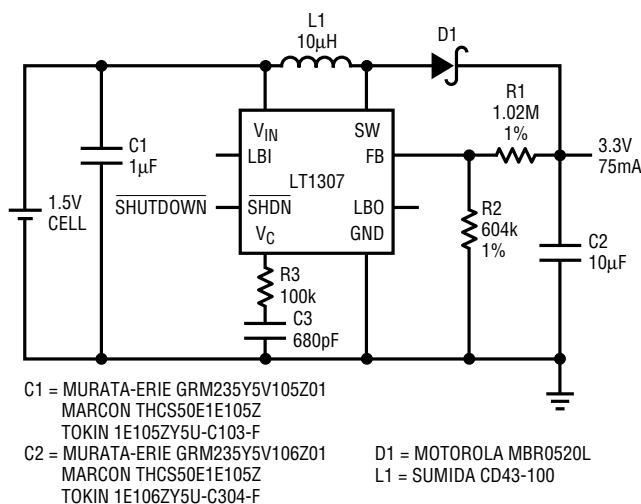 L1
10µH
D1
R1
1.02M
1%
VIN
SW
LBI
FB
LT1307
SHUTDOWN
SHDN
LBO
VC
GND
C1
1µF
1.5V
CELL
3.3V
75mA
R2
604k
1%
C2
10µF
R3
100k
C3
680pF
C1 = MURATA-ERIE GRM235Y5V105Z01
MARCON THCS50E1E105Z
TOKIN 1E105ZY5U-C103-F
C2 = MURATA-ERIE GRM235Y5V106Z01
MARCON THCS50E1E105Z
TOKIN 1E106ZY5U-C304-F
D1 = MOTOROLA MBR0520L
L1 = SUMIDA CD43-100